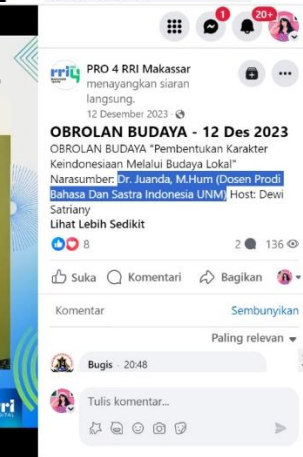 1
20+
rri PRO 4 RRI Makassar
menayangkan siaran
langsung.
12 Desember 2023 ·
OBROLAN BUDAYA - 12 Des 2023
OBROLAN BUDAYA "Pembentukan Karakter
Keindonesiaan Melalui Budaya Lokal"
Narasumber: Dr. Juanda, M.Hum (Dosen Prodi
Bahasa Dan Sastra Indonesia UNM) Host: Dewi
Satriany
Lihat Lebih Sedikit
8 2 136
Suka Komentari Bagikan
Komentar Sembunyikan
Paling relevan
Bugis · 20:48
Tulis komentar...